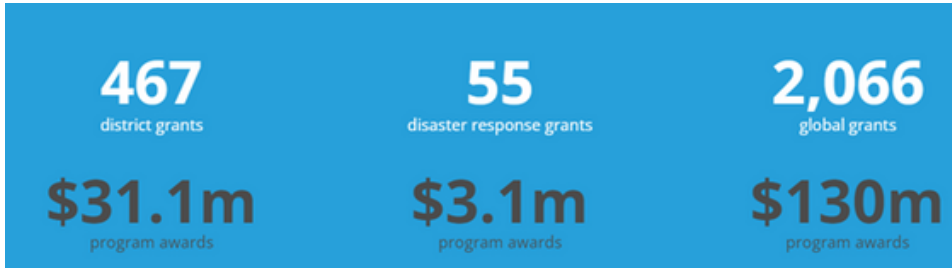 467 55 2,066
district grants disaster response grants global grants
$31.1m $3.1m $130m
program awards program awards program awards